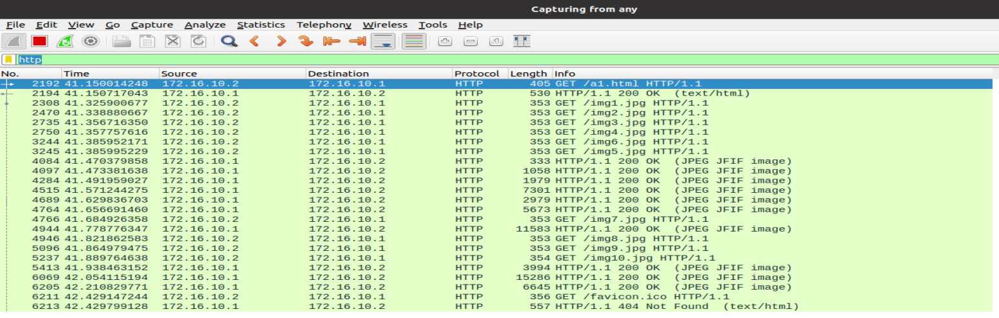 Capturing from any
File Edit View Go Capture Analyze Statistics Telephony Wireless Tools Help
http
No. Time Source Destination Protocol Length Info
2192 41.150014248 172.16.10.2 172.16.10.1 HTTP 405 GET /a1.html HTTP/1.1
2194 41.150717043 172.16.10.1 172.16.10.2 HTTP 530 HTTP/1.1 200 OK (text/html)
2308 41.325900677 172.16.10.2 172.16.10.1 HTTP 353 GET /img1.jpg HTTP/1.1
2470 41.338880667 172.16.10.2 172.16.10.1 HTTP 353 GET /img2.jpg HTTP/1.1
2735 41.356716350 172.16.10.2 172.16.10.1 HTTP 353 GET /img3.jpg HTTP/1.1
2750 41.357757616 172.16.10.2 172.16.10.1 HTTP 353 GET /img4.jpg HTTP/1.1
3244 41.385952171 172.16.10.2 172.16.10.1 HTTP 353 GET /img6.jpg HTTP/1.1
3245 41.385995229 172.16.10.2 172.16.10.1 HTTP 353 GET /img5.jpg HTTP/1.1
4084 41.470379858 172.16.10.1 172.16.10.2 HTTP 333 HTTP/1.1 200 OK (JPEG JFIF image)
4097 41.473381638 172.16.10.1 172.16.10.2 HTTP 1058 HTTP/1.1 200 OK (JPEG JFIF image)
4284 41.491959027 172.16.10.1 172.16.10.2 HTTP 1979 HTTP/1.1 200 OK (JPEG JFIF image)
4515 41.571244275 172.16.10.1 172.16.10.2 HTTP 7301 HTTP/1.1 200 OK (JPEG JFIF image)
4689 41.629836703 172.16.10.1 172.16.10.2 HTTP 2979 HTTP/1.1 200 OK (JPEG JFIF image)
4764 41.656691460 172.16.10.1 172.16.10.2 HTTP 5673 HTTP/1.1 200 OK (JPEG JFIF image)
4766 41.684926358 172.16.10.2 172.16.10.1 HTTP 353 GET /img7.jpg HTTP/1.1
4944 41.778776347 172.16.10.1 172.16.10.2 HTTP 11583 HTTP/1.1 200 OK (JPEG JFIF image)
4946 41.821862583 172.16.10.2 172.16.10.1 HTTP 353 GET /img8.jpg HTTP/1.1
5096 41.864979475 172.16.10.2 172.16.10.1 HTTP 353 GET /img9.jpg HTTP/1.1
5237 41.889764638 172.16.10.2 172.16.10.1 HTTP 354 GET /img10.jpg HTTP/1.1
5413 41.938463152 172.16.10.1 172.16.10.2 HTTP 3994 HTTP/1.1 200 OK (JPEG JFIF image)
6069 42.054115194 172.16.10.1 172.16.10.2 HTTP 15286 HTTP/1.1 200 OK (JPEG JFIF image)
6205 42.210829771 172.16.10.1 172.16.10.2 HTTP 6645 HTTP/1.1 200 OK (JPEG JFIF image)
6211 42.429147244 172.16.10.2 172.16.10.1 HTTP 356 GET /favicon.ico HTTP/1.1
6213 42.429799128 172.16.10.1 172.16.10.2 HTTP 557 HTTP/1.1 404 Not Found (text/html)